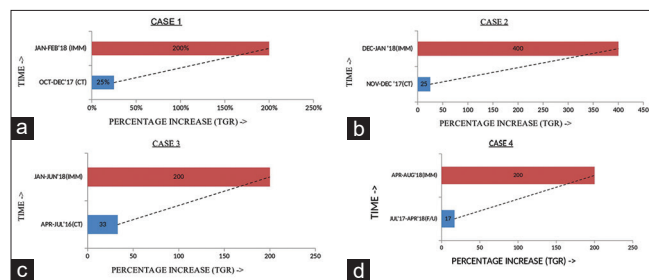 CASE 1
TIME ->
JAN-FEB'18 (IMM)
200%
OCT-DEC'17 (CT)
25%
0% 50% 100% 150% 200% 250%
PERCENTAGE INCREASE (TGR) ->
a
CASE 2
TIME ->
DEC-JAN '18(IMM)
400
NOV-DEC '17(CT)
25
0 50 100 150 200 250 300 350 400 450
PERCENTAGE INCREASE (TGR) ->
b
CASE 3
TIME ->
JAN-JUN'18(IMM)
200
APR-JUL'16(CT)
33
0 50 100 150 200 250
PERCENTAGE INCREASE (TGR) ->
c
CASE 4
TIME ->
APR-AUG'18(IMM)
200
JUL'17-APR'18(F/U)
17
0 50 100 150 200 250
PERCENTAGE INCREASE (TGR) ->
d